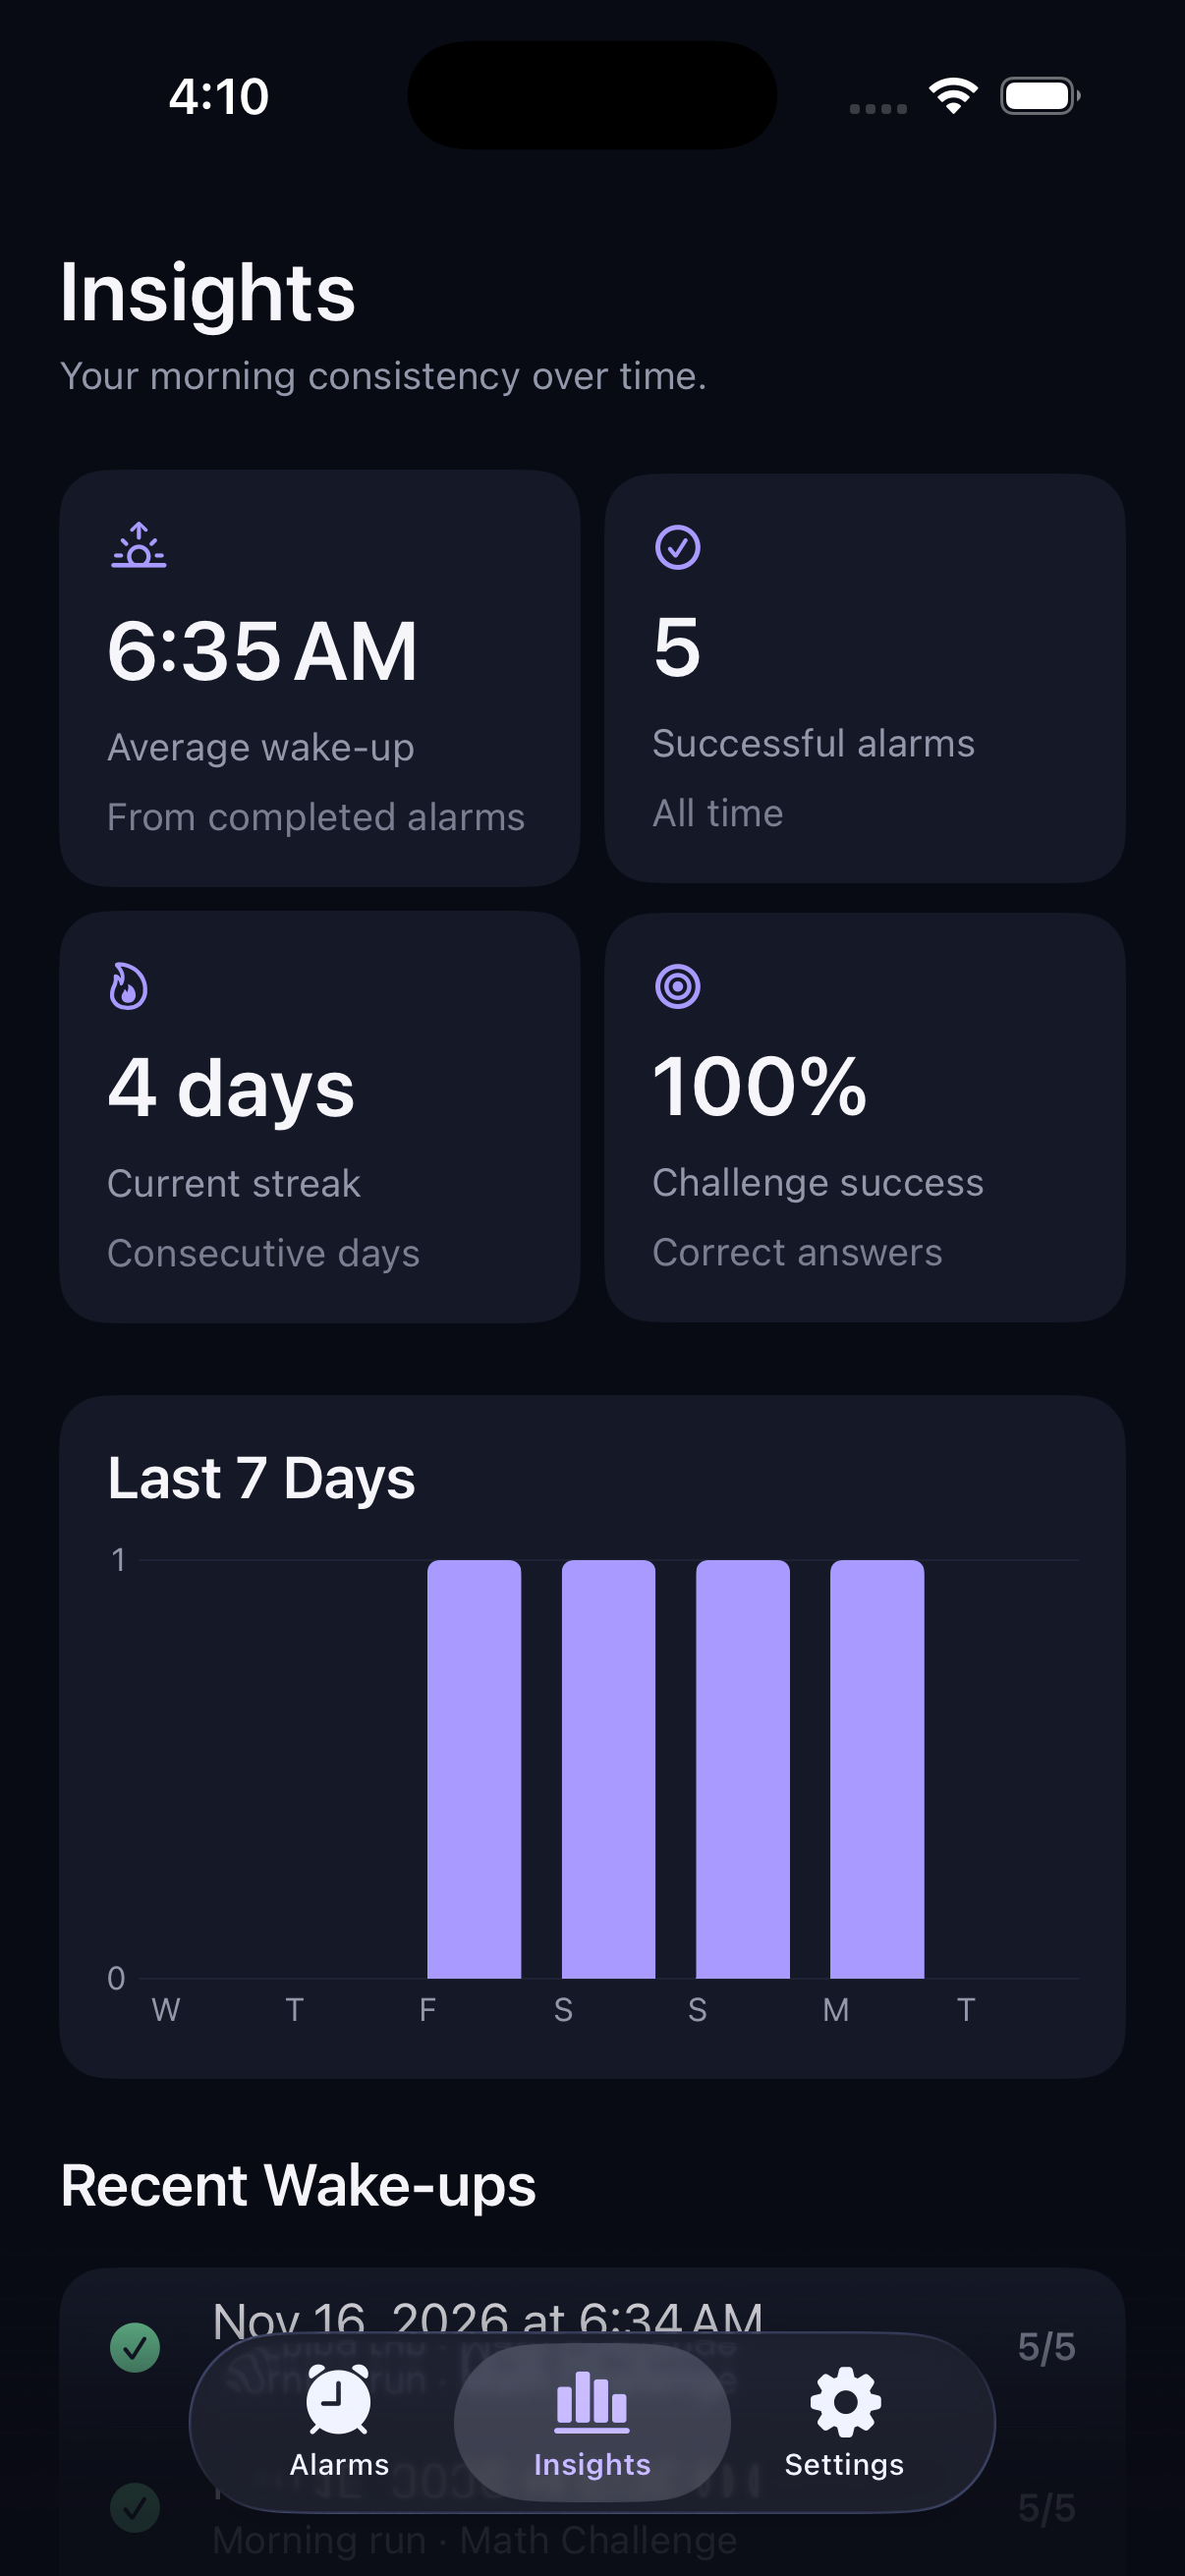 4:10
Insights
Your morning consistency over time.
6:35 AM
Average wake-up
From completed alarms
5
Successful alarms
All time
4 days
Current streak
Consecutive days
100%
Challenge success
Correct answers
Last 7 Days
1
0
W T F S S M T
Recent Wake-ups
Nov 16, 2026 at 6:34 AM
5/5
Alarms
Insights
Settings
5/5
Morning run · Math Challenge